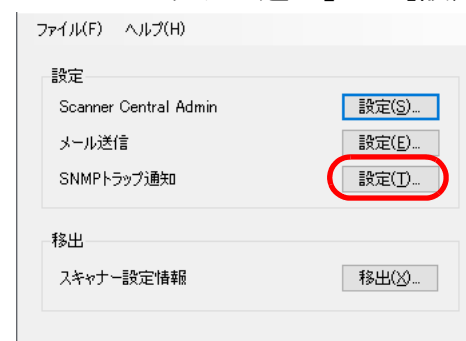 ファイル(F) ヘルプ(H)
設定
Scanner Central Admin 設定(S)...
メール送信 設定(E)...
SNMPトラップ通知 設定(T)...
移出
スキャナー設定情報 移出(X)...